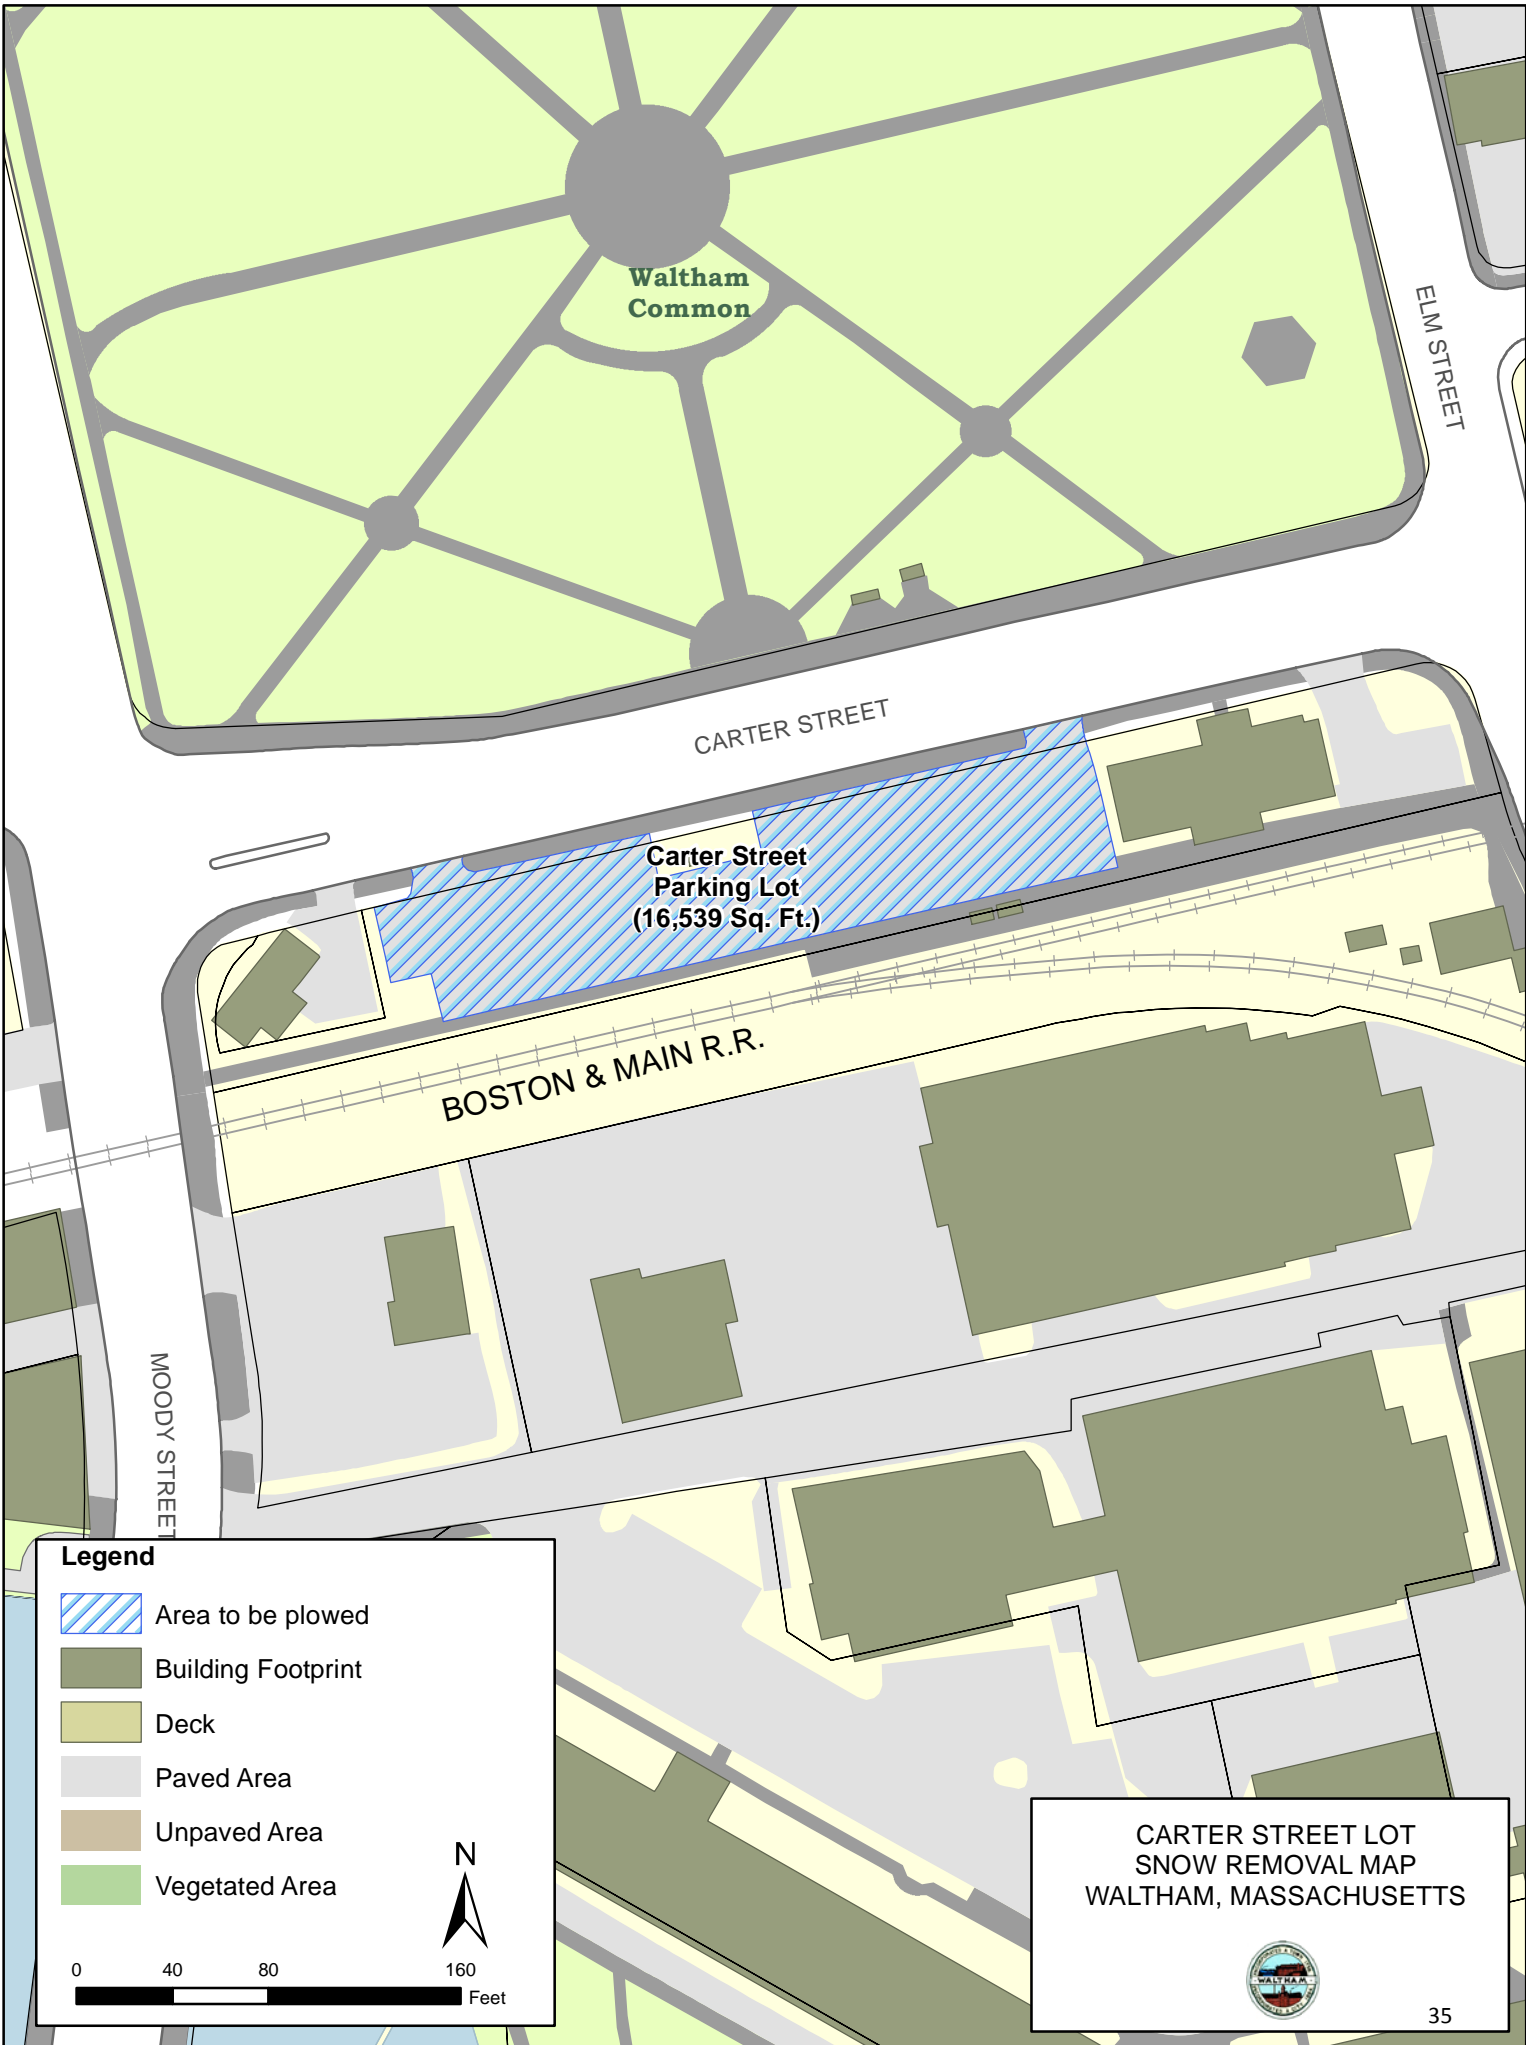 Waltham
Common
ELM STREET
CARTER STREET
Carter Street
Parking Lot
(16,539 Sq. Ft.)
BOSTON & MAIN R.R.
MOODY STREET
Legend
Area to be plowed
Building Footprint
Deck
Paved Area
Unpaved Area
Vegetated Area
N
0 40 80 160
Feet
CARTER STREET LOT
SNOW REMOVAL MAP
WALTHAM, MASSACHUSETTS
WALTHAM
35